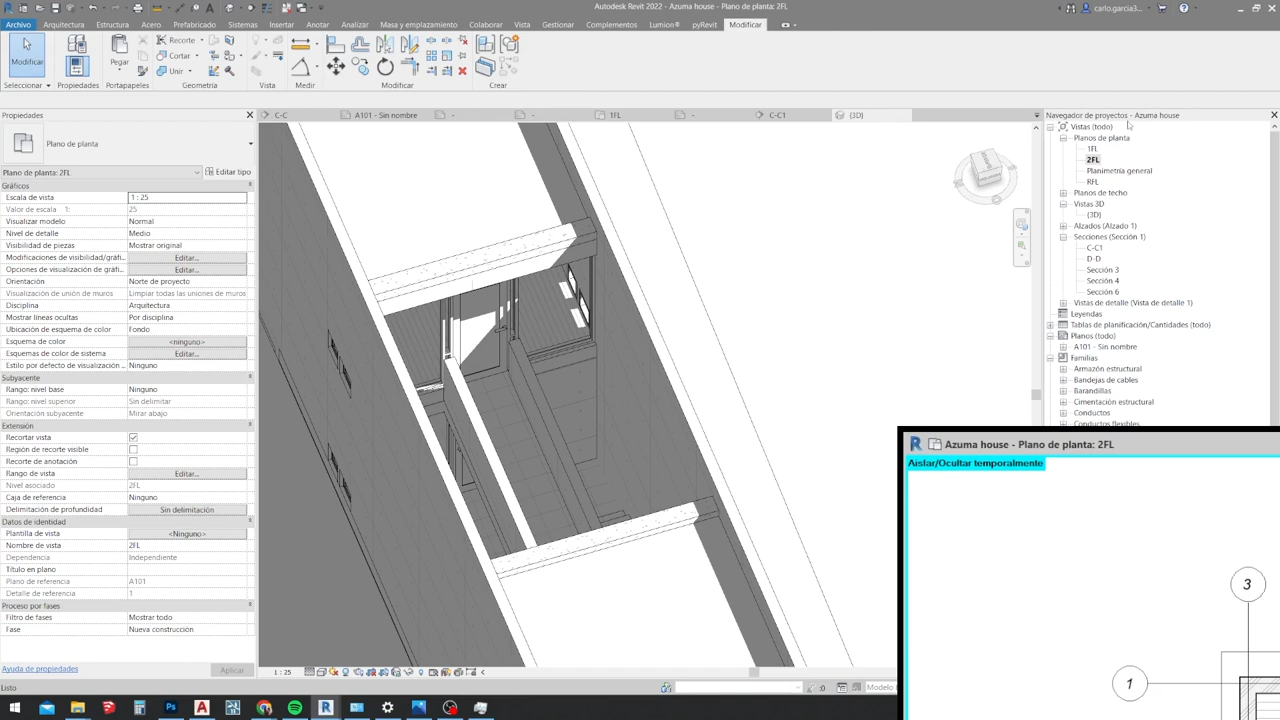 Autodesk Revit 2022 - Azuma house - Plano de planta: 2FL
carlo.garcia3...
Archivo Arquitectura Estructura Acero Prefabricado Sistemas Insertar Anotar Analizar Masa y emplazamiento Colaborar Vista Gestionar Complementos Lumion® pyRevit Modificar
Modificar
Seleccionar
Propiedades
Pegar
Portapapeles
Recorte
Cortar
Unir
Geometría
Vista
Medir
Modificar
Crear
Propiedades
C-C
A101 - Sin nombre
-
-
1FL
-
C-C1
{3D}
Navegador de proyectos - Azuma house
Plano de planta
Plano de planta: 2FL
Editar tipo
Gráficos
Escala de vista 1 : 25
Valor de escala 1: 25
Visualizar modelo Normal
Nivel de detalle Medio
Visibilidad de piezas Mostrar original
Modificaciones de visibilidad/gráfi... Editar...
Opciones de visualización de gráfi... Editar...
Orientación Norte de proyecto
Visualización de unión de muros Limpiar todas las uniones de muros
Disciplina Arquitectura
Mostrar líneas ocultas Por disciplina
Ubicación de esquema de color Fondo
Esquema de color <ninguno>
Esquemas de color de sistema Editar...
Estilo por defecto de visualización ... Ninguno
Subyacente
Rango: nivel base Ninguno
Rango: nivel superior Sin delimitar
Orientación subyacente Mirar abajo
Extensión
Recortar vista
Región de recorte visible
Recorte de anotación
Rango de vista Editar...
Nivel asociado 2FL
Caja de referencia Ninguno
Delimitación de profundidad Sin delimitación
Datos de identidad
Plantilla de vista <Ninguno>
Nombre de vista 2FL
Dependencia Independiente
Título en plano
Plano de referencia A101
Detalle de referencia 1
Proceso por fases
Filtro de fases Mostrar todo
Fase Nueva construcción
Ayuda de propiedades
Aplicar
Vistas (todo)
Planos de planta
1FL
2FL
Planimetría general
RFL
Planos de techo
Vistas 3D
{3D}
Alzados (Alzado 1)
Secciones (Sección 1)
C-C1
D-D
Sección 3
Sección 4
Sección 6
Vistas de detalle (Vista de detalle 1)
Leyendas
Tablas de planificación/Cantidades (todo)
Planos (todo)
A101 - Sin nombre
Familias
Armazón estructural
Bandejas de cables
Barandillas
Cimentación estructural
Conductos
Conductos flexibles
Azuma house - Plano de planta: 2FL
Aislar/Ocultar temporalmente
3
1
1 : 25
Listo
:0
Modelo